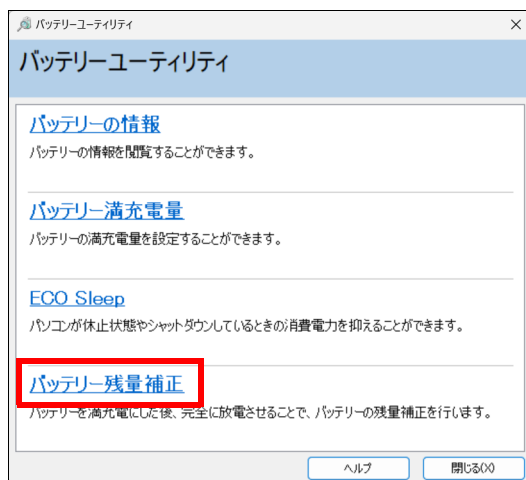 バッテリーユーティリティ
バッテリーユーティリティ
バッテリーの情報
バッテリーの情報を閲覧することができます。
バッテリー満充電量
バッテリーの満充電量を設定することができます。
ECO Sleep
パソコンが休止状態やシャットダウンしているときの消費電力を抑えることができます。
バッテリー残量補正
バッテリーを満充電にした後、完全に放電させることで、バッテリーの残量補正を行います。
ヘルプ
閉じる(X)